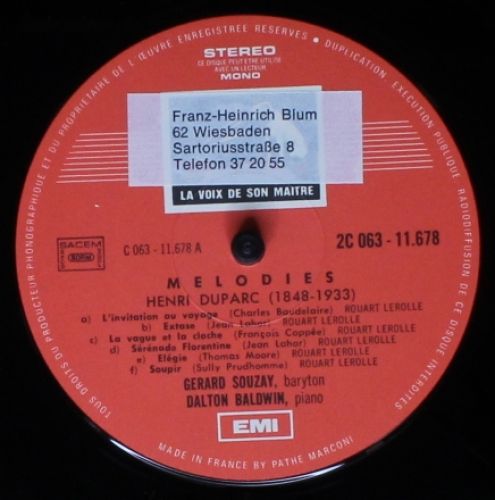 TOUS DROITS DU PRODUCTEUR PHONOGRAPHIQUE ET DU PROPRIETAIRE DE L'ŒUVRE ENREGISTREE RESERVES • DUPLICATION EXECUTION PUBLIQUE RADIODIFFUSION DE CE DISQUE INTERDITES
STEREO
CE DISQUE PEUT ETRE UTILISE
AVEC UN LECTEUR
MONO
Franz-Heinrich Blum
62 Wiesbaden
Sartoriusstraße 8
Telefon 37 20 55
LA VOIX DE SON MAITRE
SACEM
C 063 - 11.678 A
2C 063 - 11.678
MELODIES
HENRI DUPARC (1848-1933)
a) L'invitation au voyage (Charles Baudelaire) ROUART LEROLLE
b) Extase (Jean Lahor) ROUART LEROLLE
c) La vague et la cloche (François Coppée) ROUART LEROLLE
d) Sérénade Florentine (Jean Lahor) ROUART LEROLLE
e) Elégie (Thomas Moore) ROUART LEROLLE
f) Soupir (Sully Prudhomme) ROUART LEROLLE
GERARD SOUZAY, baryton
DALTON BALDWIN, piano
EMI
MADE IN FRANCE BY PATHE MARCONI